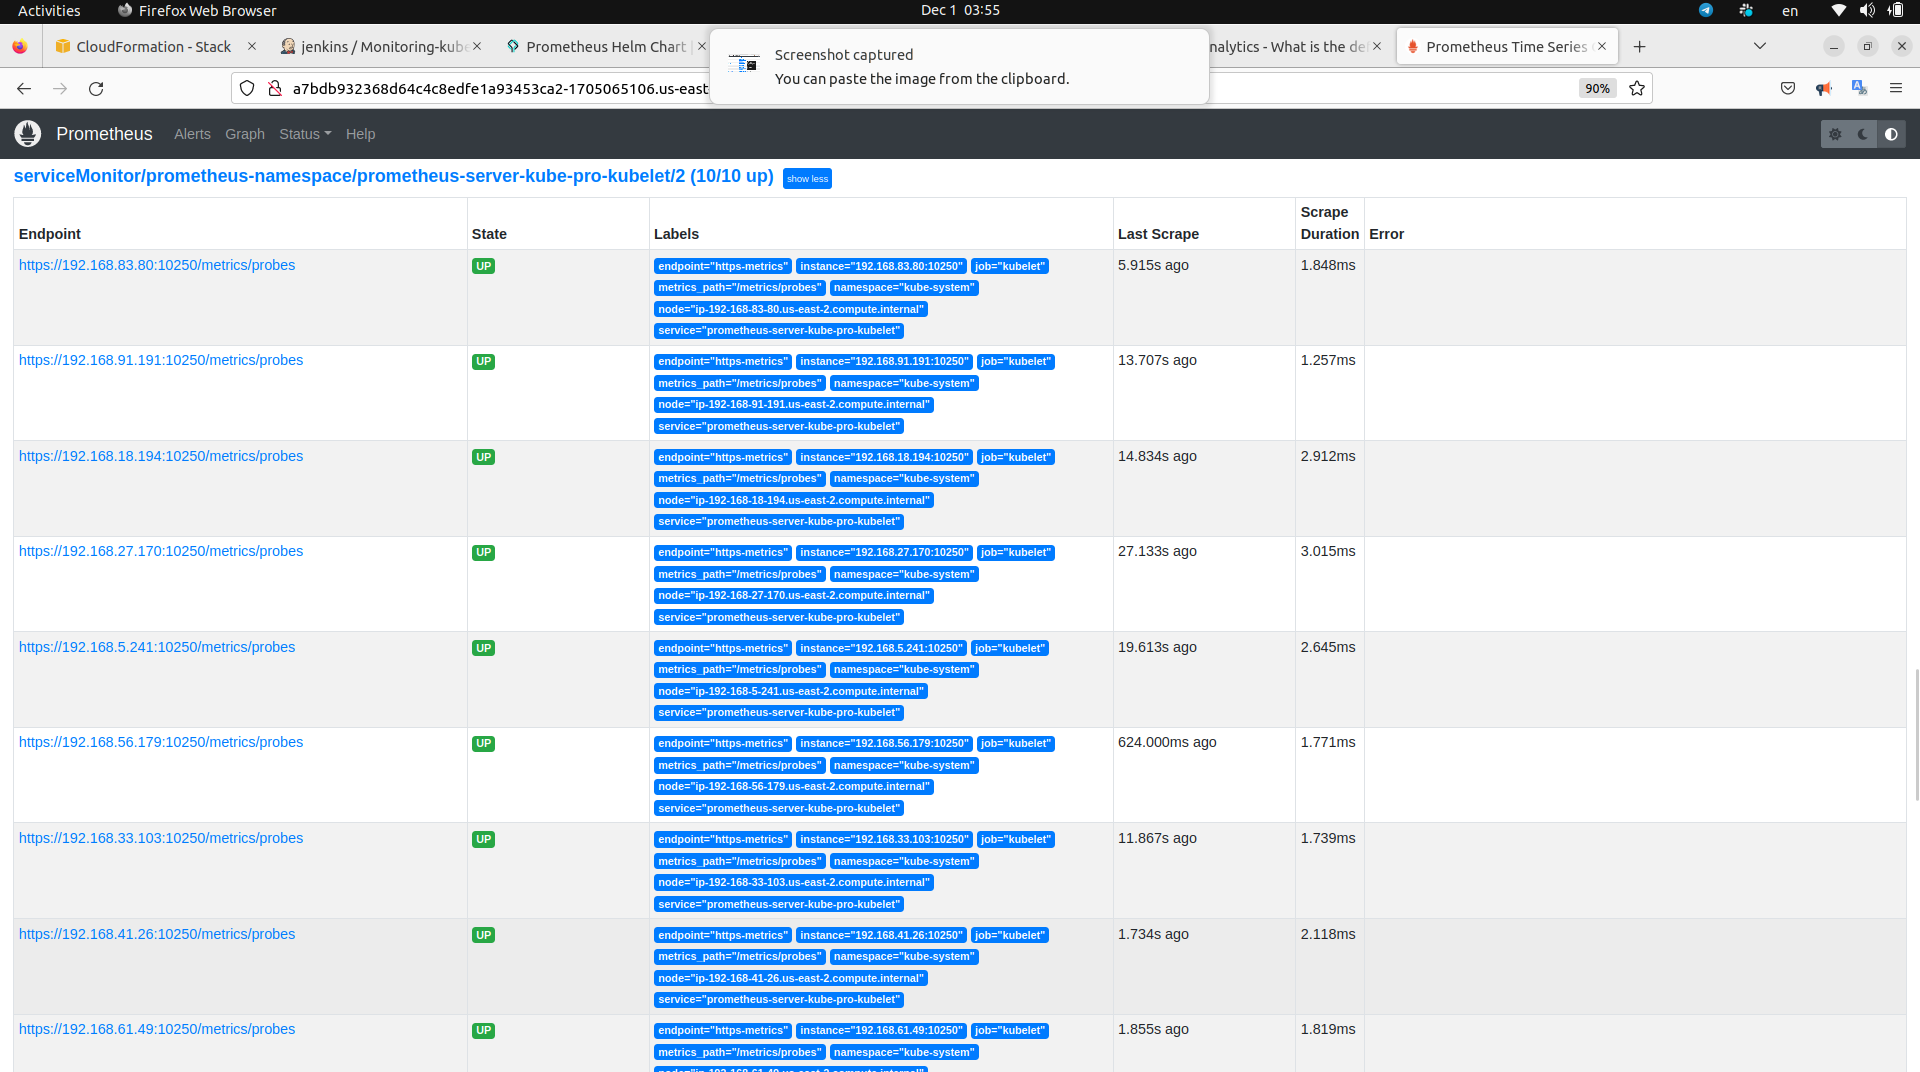 Activities Firefox Web Browser Dec 1 03:55 en
CloudFormation - Stack jenkins / Monitoring-kube Prometheus Helm Chart nalytics - What is the de Prometheus Time Series
Screenshot captured
You can paste the image from the clipboard.
a7bdb932368d64c4c8edfe1a93453ca2-1705065106.us-east 90%
Prometheus Alerts Graph Status Help
serviceMonitor/prometheus-namespace/prometheus-server-kube-pro-kubelet/2 (10/10 up) show less
Endpoint State Labels Last Scrape Scrape Duration Error
https://192.168.83.80:10250/metrics/probes UP endpoint="https-metrics" instance="192.168.83.80:10250" job="kubelet" 5.915s ago 1.848ms
metrics_path="/metrics/probes" namespace="kube-system"
node="ip-192-168-83-80.us-east-2.compute.internal"
service="prometheus-server-kube-pro-kubelet"
https://192.168.91.191:10250/metrics/probes UP endpoint="https-metrics" instance="192.168.91.191:10250" job="kubelet" 13.707s ago 1.257ms
metrics_path="/metrics/probes" namespace="kube-system"
node="ip-192-168-91-191.us-east-2.compute.internal"
service="prometheus-server-kube-pro-kubelet"
https://192.168.18.194:10250/metrics/probes UP endpoint="https-metrics" instance="192.168.18.194:10250" job="kubelet" 14.834s ago 2.912ms
metrics_path="/metrics/probes" namespace="kube-system"
node="ip-192-168-18-194.us-east-2.compute.internal"
service="prometheus-server-kube-pro-kubelet"
https://192.168.27.170:10250/metrics/probes UP endpoint="https-metrics" instance="192.168.27.170:10250" job="kubelet" 27.133s ago 3.015ms
metrics_path="/metrics/probes" namespace="kube-system"
node="ip-192-168-27-170.us-east-2.compute.internal"
service="prometheus-server-kube-pro-kubelet"
https://192.168.5.241:10250/metrics/probes UP endpoint="https-metrics" instance="192.168.5.241:10250" job="kubelet" 19.613s ago 2.645ms
metrics_path="/metrics/probes" namespace="kube-system"
node="ip-192-168-5-241.us-east-2.compute.internal"
service="prometheus-server-kube-pro-kubelet"
https://192.168.56.179:10250/metrics/probes UP endpoint="https-metrics" instance="192.168.56.179:10250" job="kubelet" 624.000ms ago 1.771ms
metrics_path="/metrics/probes" namespace="kube-system"
node="ip-192-168-56-179.us-east-2.compute.internal"
service="prometheus-server-kube-pro-kubelet"
https://192.168.33.103:10250/metrics/probes UP endpoint="https-metrics" instance="192.168.33.103:10250" job="kubelet" 11.867s ago 1.739ms
metrics_path="/metrics/probes" namespace="kube-system"
node="ip-192-168-33-103.us-east-2.compute.internal"
service="prometheus-server-kube-pro-kubelet"
https://192.168.41.26:10250/metrics/probes UP endpoint="https-metrics" instance="192.168.41.26:10250" job="kubelet" 1.734s ago 2.118ms
metrics_path="/metrics/probes" namespace="kube-system"
node="ip-192-168-41-26.us-east-2.compute.internal"
service="prometheus-server-kube-pro-kubelet"
https://192.168.61.49:10250/metrics/probes UP endpoint="https-metrics" instance="192.168.61.49:10250" job="kubelet" 1.855s ago 1.819ms
metrics_path="/metrics/probes" namespace="kube-system"
node="ip-192-168-61-49.us-east-2.compute.internal"